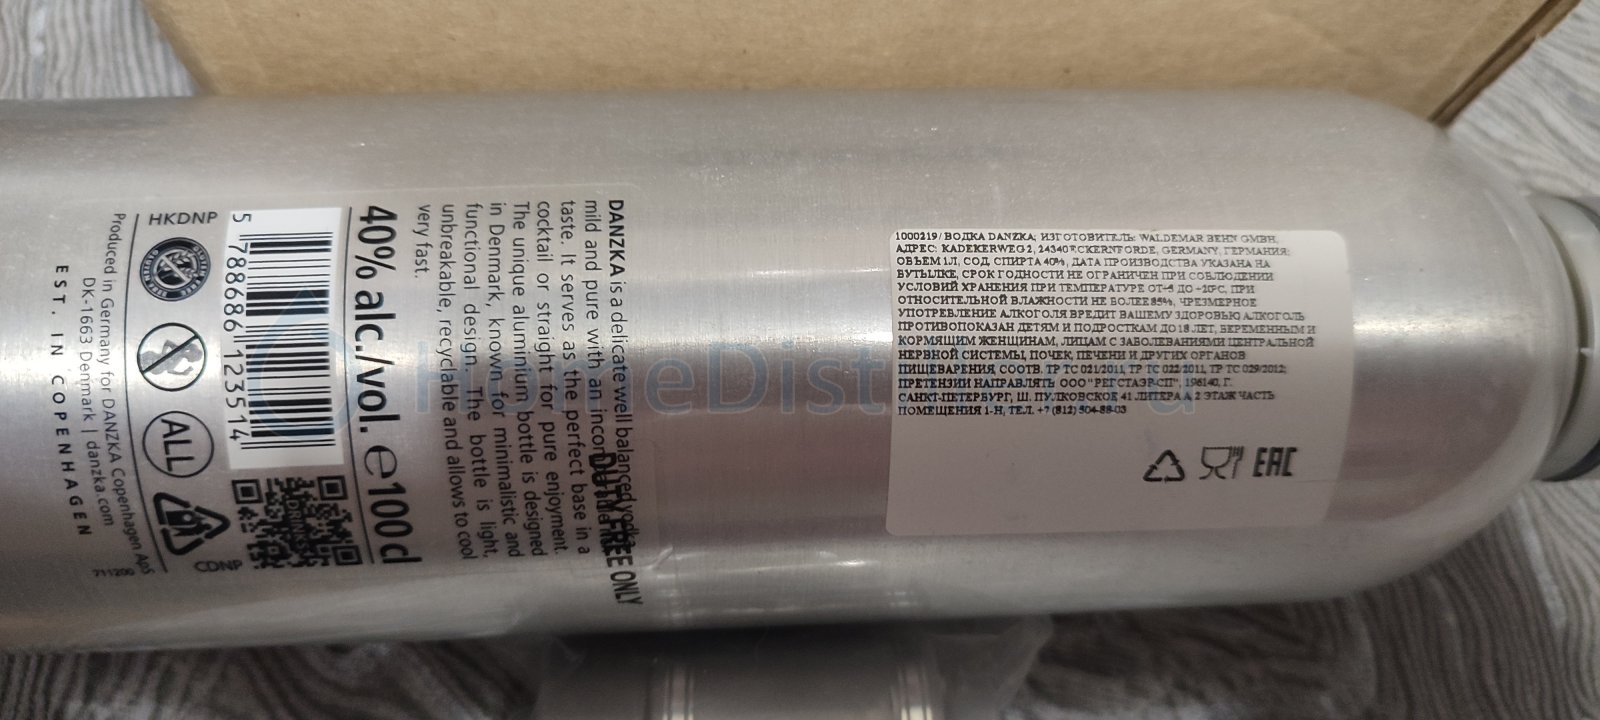 1000219/ ВОДКА DANZKA; ИЗГОТОВИТЕЛЬ: WALDEMAR BEHN GMBH,
АДРЕС: KADEKERWEG 2, 24340 ECKERNFORDE, GERMANY, ГЕРМАНИЯ;
ОБЪЕМ 1Л, СОД. СПИРТА 40%, ДАТА ПРОИЗВОДСТВА УКАЗАНА НА
БУТЫЛКЕ, СРОК ГОДНОСТИ НЕ ОГРАНИЧЕН ПРИ СОБЛЮДЕНИИ
УСЛОВИЙ ХРАНЕНИЯ ПРИ ТЕМПЕРАТУРЕ ОТ ДО ПРИ
ОТНОСИТЕЛЬНОЙ ВЛАЖНОСТИ НЕ БОЛЕЕ 85%, ЧРЕЗМЕРНОЕ
УПОТРЕБЛЕНИЕ АЛКОГОЛЯ ВРЕДИТ ВАШЕМУ ЗДОРОВЬЮ АЛКОГОЛЬ
ПРОТИВОПОКАЗАН ДЕТЯМ И ПОДРОСТКАМ ДО 18 ЛЕТ, БЕРЕМЕННЫМ И
КОРМЯЩИМ ЖЕНЩИНАМ, ЛИЦАМ С ЗАБОЛЕВАНИЯМИ ЦЕНТРАЛЬНОЙ
НЕРВНОЙ СИСТЕМЫ, ПОЧЕК, ПЕЧЕНИ И ДРУГИХ ОРГАНОВ
ПИЩЕВАРЕНИЯ, СООТВ. ТР ТС 021/2011, ТР ТС 022/2011, ТР ТС 029/2012;
ПРЕТЕНЗИИ НАПРАВЛЯТЬ ООО "РЕГСТАЭР-СП", 196140, Г.
САНКТ-ПЕТЕРБУРГ, Ш. ПУЛКОВСКОЕ, 41 ЛИТЕРА А, 2 ЭТАЖ ЧАСТЬ
ПОМЕЩЕНИЯ 1-Н, ТЕЛ. +7 (812) 504-88-03
EAC
DANZKA is a delicate well balanced vodka
mild and pure with an
taste. It serves as the perfect base in a
cocktail or straight for pure enjoyment.
The unique aluminium bottle is designed
in Denmark, known for minimalistic and
functional design. The bottle is light,
unbreakable, recyclable and allows to cool
very fast.
DUTY FREE ONLY
40% alc./vol. e 100 cl
5 788686 123514
HKDNP
ALL
CDNP
Produced in Germany for DANZKA Copenhagen ApS
DK-1663 Denmark | danzka.com
711200
EST. IN COPENHAGEN